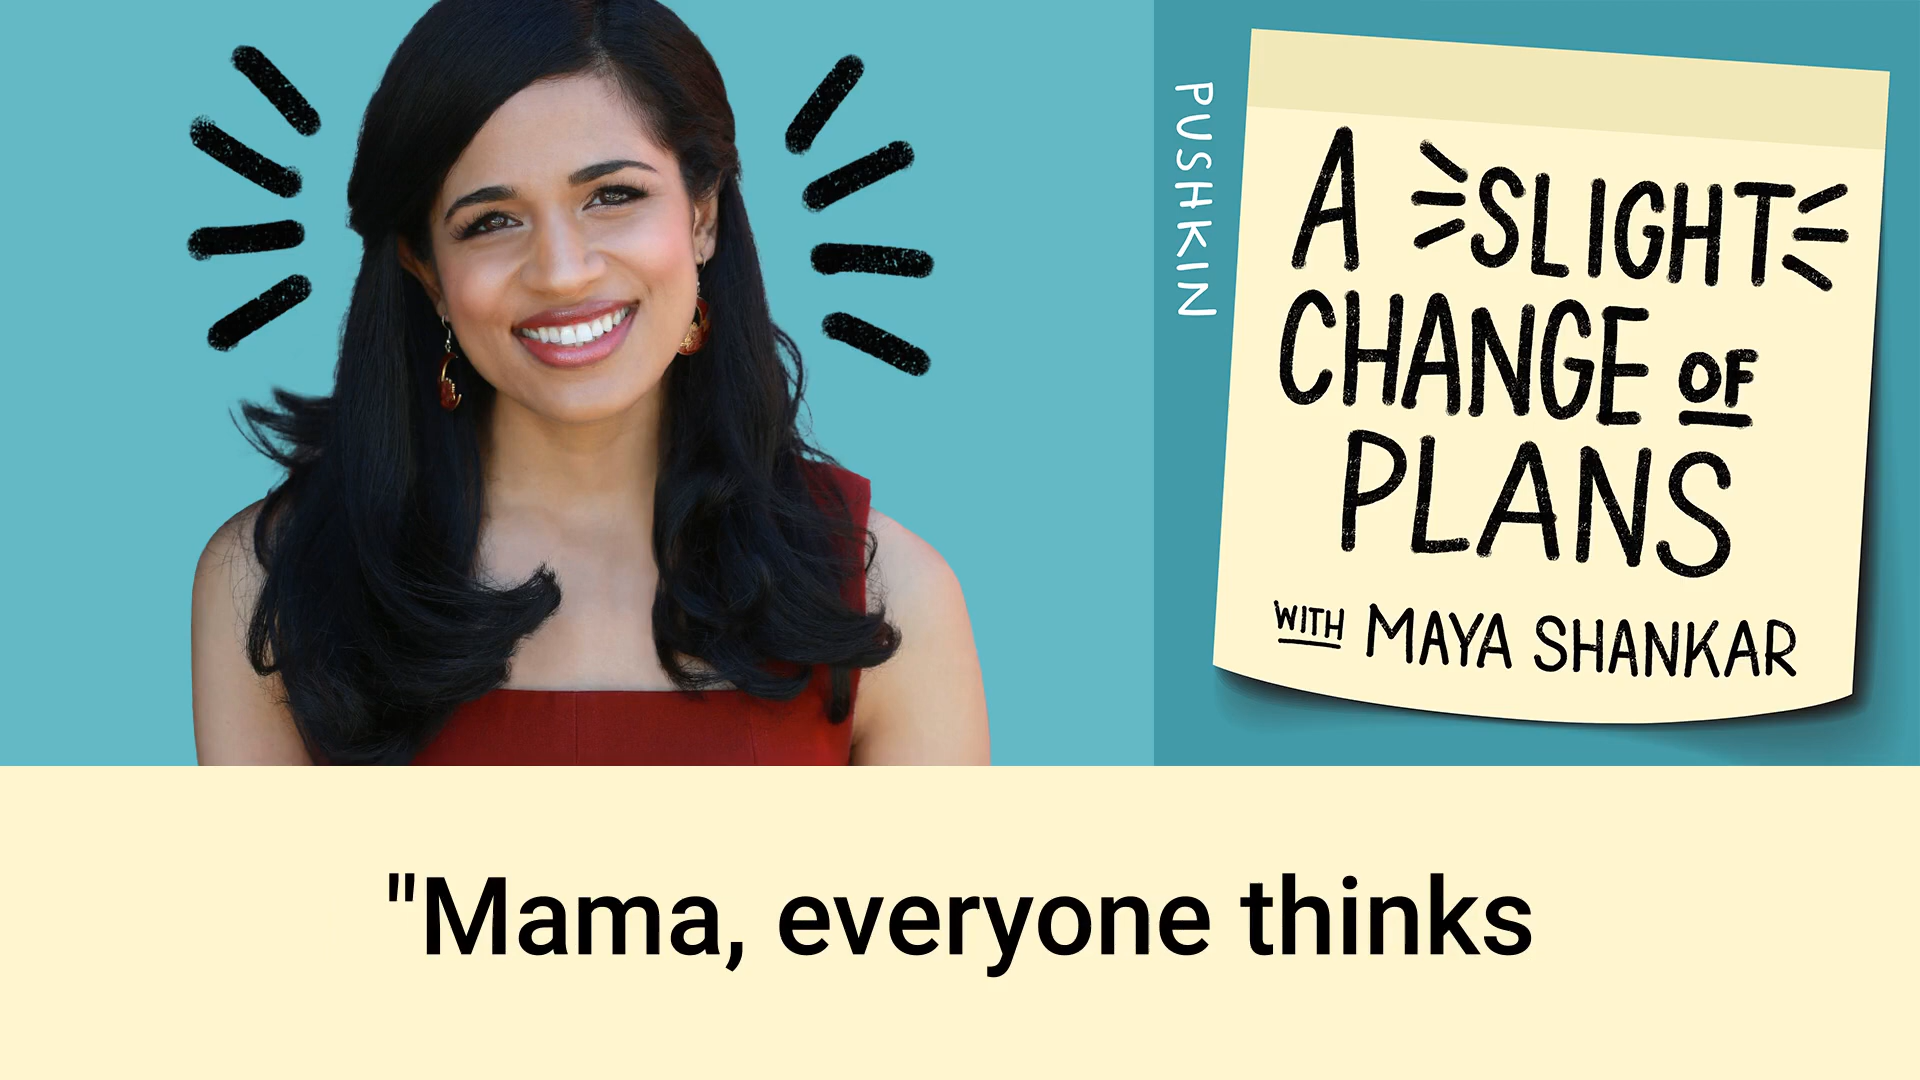 PUSHKIN
A SLIGHT
CHANGE OF
PLANS
WITH MAYA SHANKAR
"Mama, everyone thinks